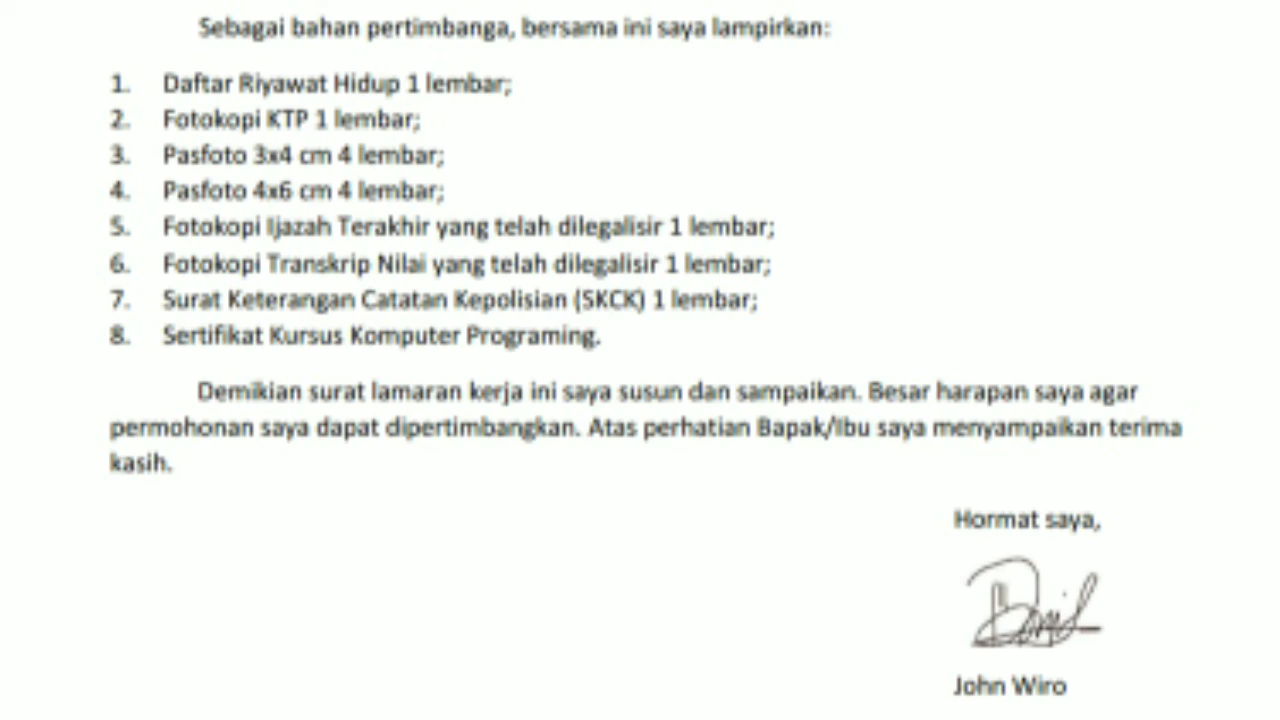 Sebagai bahan pertimbanga, bersama ini saya lampirkan:
1. Daftar Riyawat Hidup 1 lembar;
2. Fotokopi KTP 1 lembar;
3. Pasfoto 3x4 cm 4 lembar;
4. Pasfoto 4x6 cm 4 lembar;
5. Fotokopi Ijazah Terakhir yang telah dilegalisir 1 lembar;
6. Fotokopi Transkrip Nilai yang telah dilegalisir 1 lembar;
7. Surat Keterangan Catatan Kepolisian (SKCK) 1 lembar;
8. Sertifikat Kursus Komputer Programing.
Demikian surat lamaran kerja ini saya susun dan sampaikan. Besar harapan saya agar
permohonan saya dapat dipertimbangkan. Atas perhatian Bapak/Ibu saya menyampaikan terima
kasih.
Hormat saya,
John Wiro